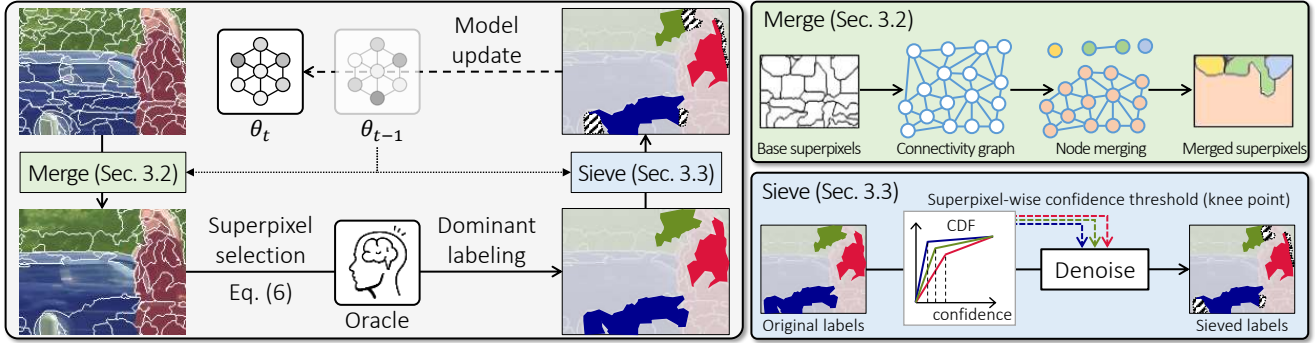 Model
update
θt
θt−1
Merge (Sec. 3.2)
Sieve (Sec. 3.3)
Superpixel
selection
Eq. (6)
Oracle
Dominant
labeling
Merge (Sec. 3.2)
Base superpixels
Connectivity graph
Node merging
Merged superpixels
Sieve (Sec. 3.3)
Superpixel-wise confidence threshold (knee point)
CDF
confidence
Denoise
Original labels
Sieved labels